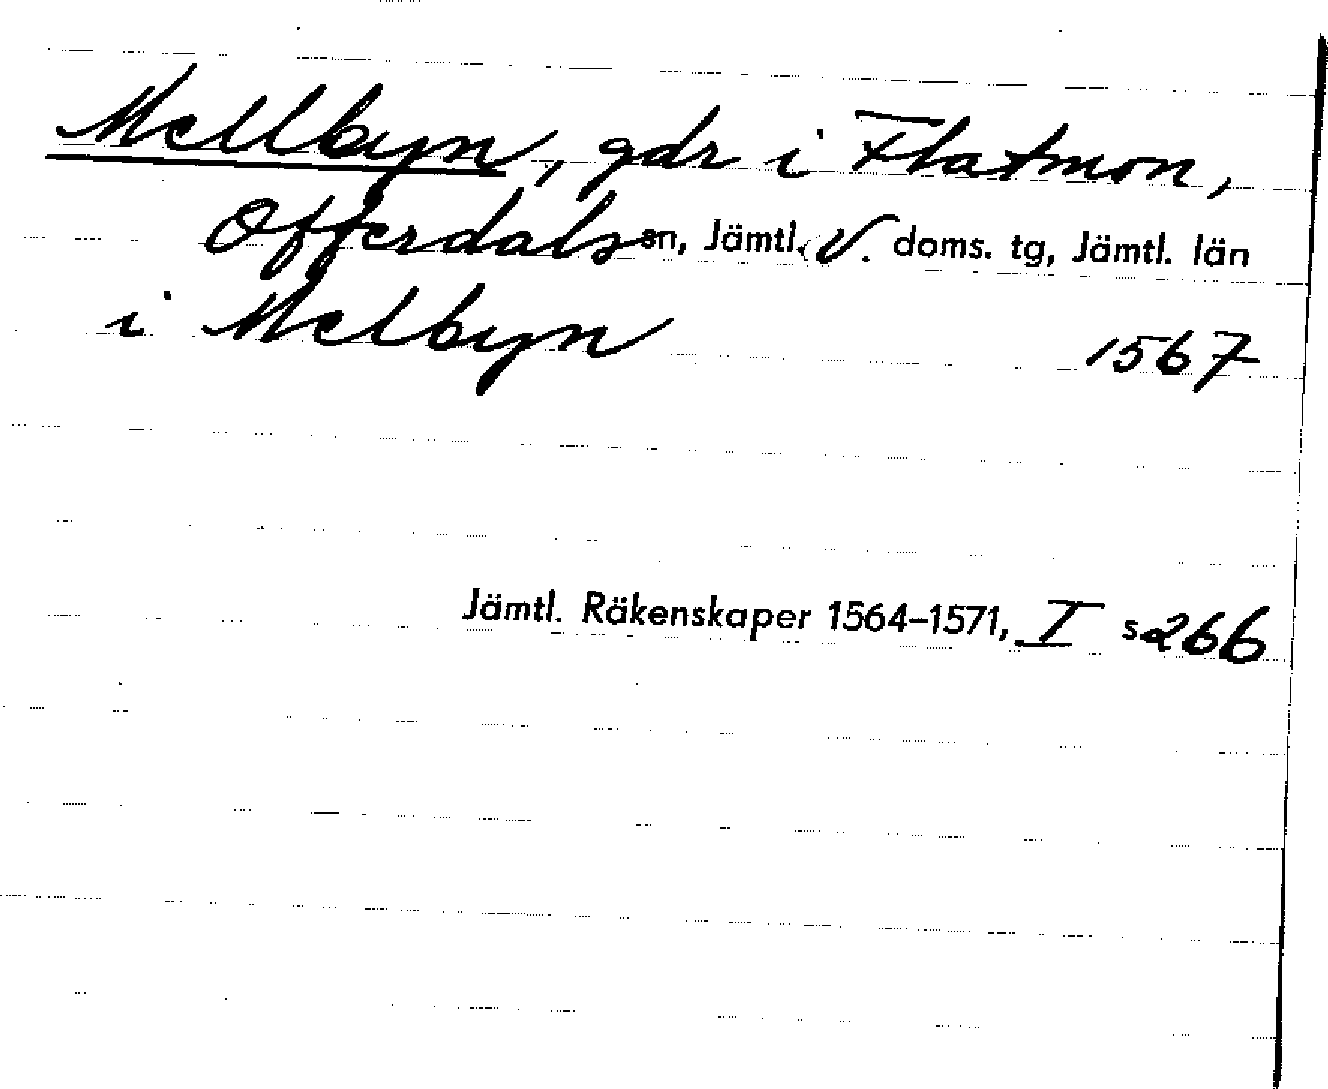 Mellbyn, gdr i Flatmon,
Offerdals sn, Jämtl. V. doms. tg, Jämtl. län
i Melbyn 1567
Jämtl. Räkenskaper 1564–1571, I s 266